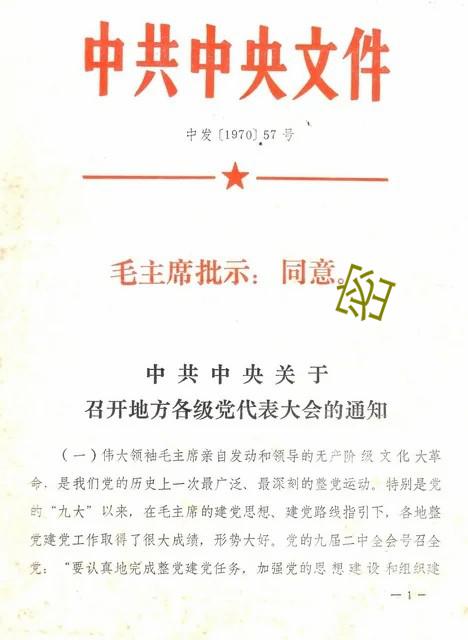 中共中央文件
中发〔1970〕57号
毛主席批示：同意。
中共中央关于
召开地方各级党代表大会的通知
（一）伟大领袖毛主席亲自发动和领导的无产阶级文化大革
命，是我们党的历史上一次最广泛、最深刻的整党运动。特别是党
的“九大”以来，在毛主席的建党思想、建党路线指引下，各地整
党建党工作取得了很大成绩，形势大好。党的九届二中全会号召全
党：“要认真地完成整党建党任务，加强党的思想建设和组织建
—1—